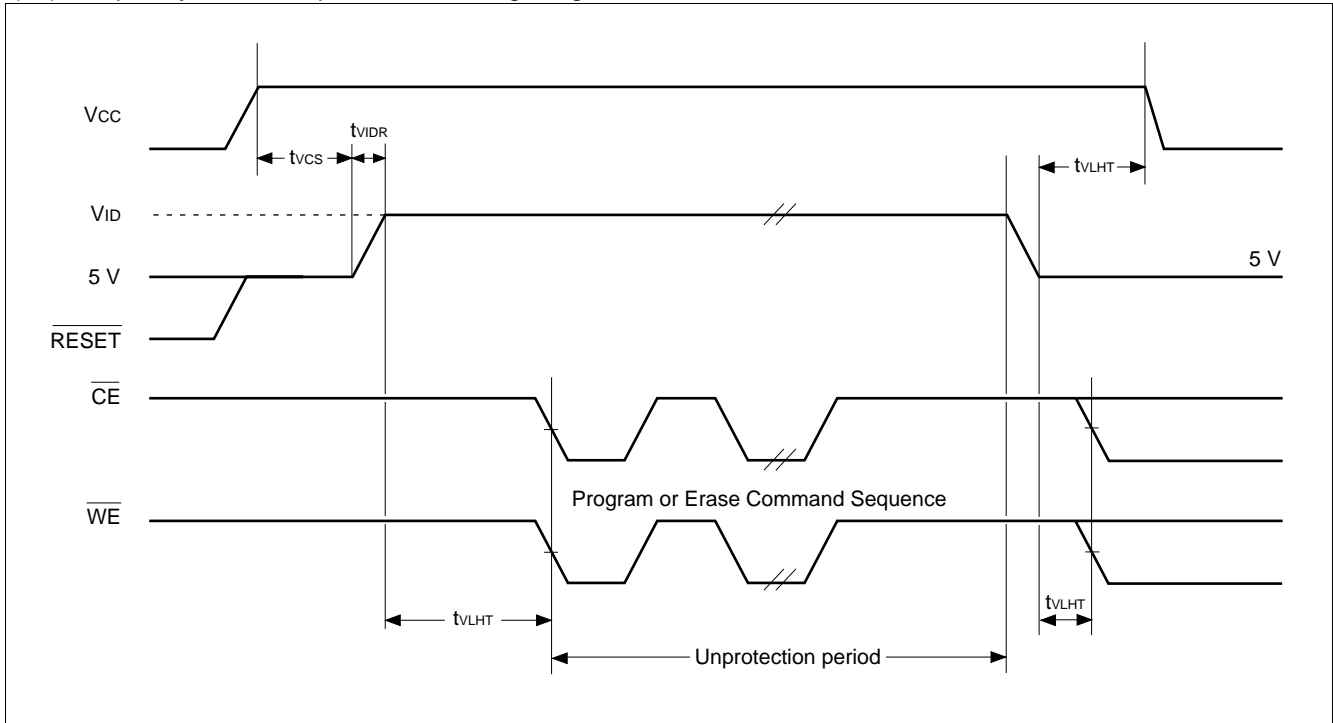 VCC
tVIDR
tVCS
tVLHT
VID
5 V
5 V
RESET
CE
Program or Erase Command Sequence
WE
tVLHT
tVLHT
Unprotection period